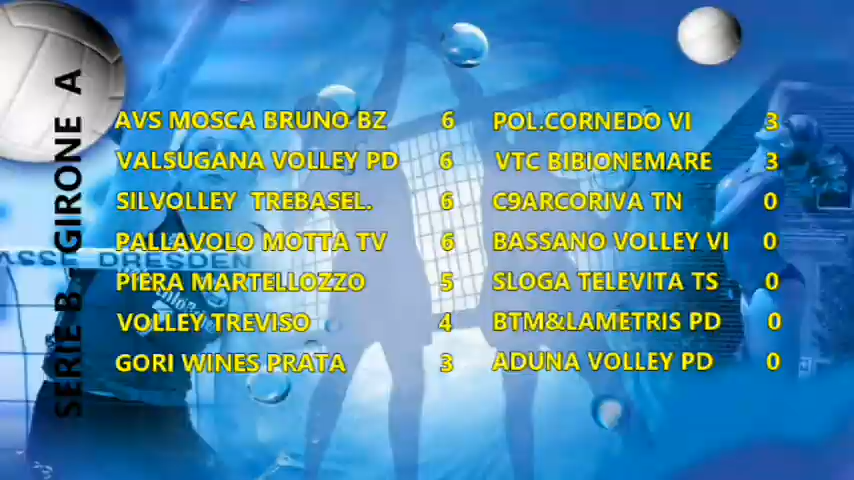 SERIE B - GIRONE A
AVS MOSCA BRUNO BZ 6
VALSUGANA VOLLEY PD 6
SILVOLLEY TREBASEL. 6
PALLAVOLO MOTTA TV 6
PIERA MARTELLOZZO 5
VOLLEY TREVISO 4
GORI WINES PRATA 3
POL.CORNEDO VI 3
VTC BIBIONEMARE 3
C9ARCORIVA TN 0
BASSANO VOLLEY VI 0
SLOGA TELEVITA TS 0
BTM&LAMETRIS PD 0
ADUNA VOLLEY PD 0
DRESDEN